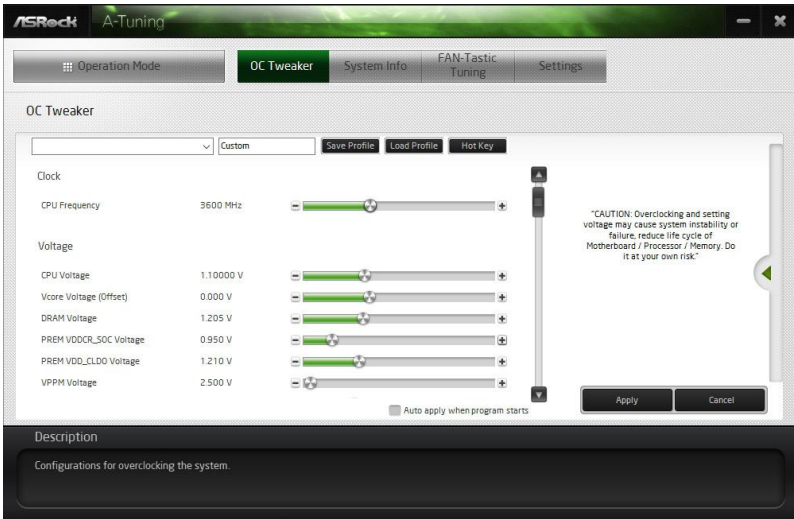 ASRock A-Tuning
Operation Mode
OC Tweaker
System Info
FAN-Tastic
Tuning
Settings
OC Tweaker
Custom
Save Profile
Load Profile
Hot Key
Clock
CPU Frequency 3600 MHz
Voltage
CPU Voltage 1.10000 V
Vcore Voltage (Offset) 0.000 V
DRAM Voltage 1.205 V
PREM VDDCR_SOC Voltage 0.950 V
PREM VDD_CLDO Voltage 1.210 V
VPPM Voltage 2.500 V
Auto apply when program starts
"CAUTION: Overclocking and setting
voltage may cause system instability or
failure, reduce life cycle of
Motherboard / Processor / Memory. Do
it at your own risk."
Apply
Cancel
Description
Configurations for overclocking the system.